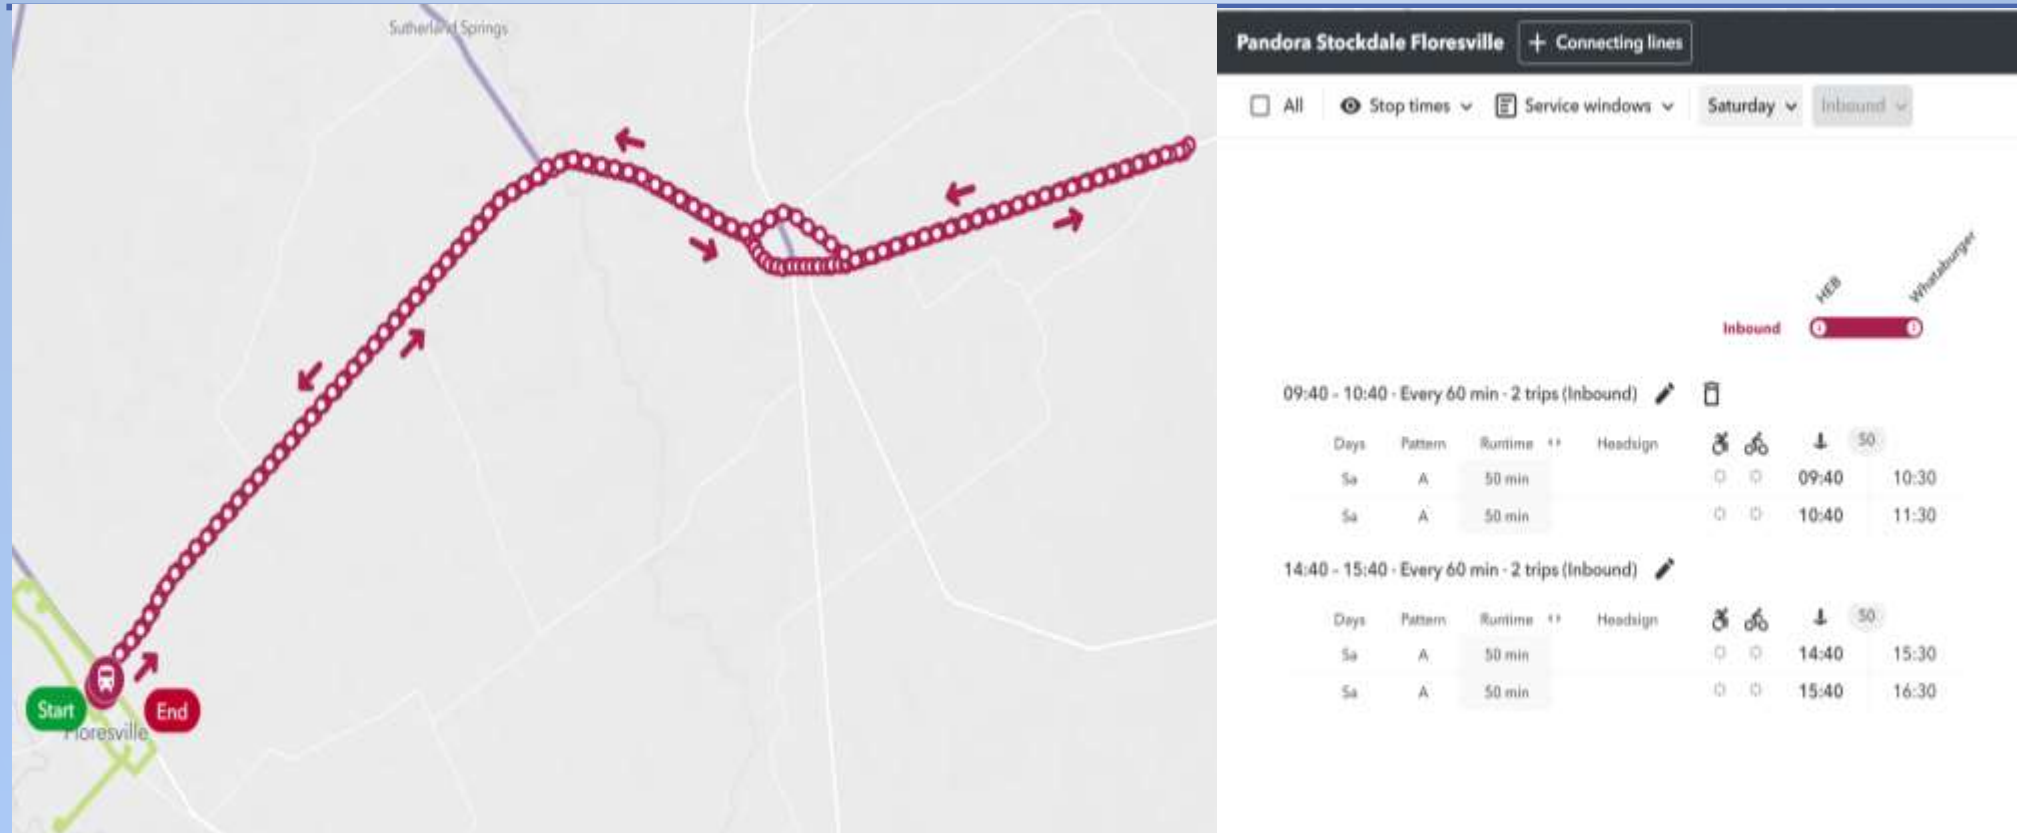 Sutherland Springs
Start
End
Floresville
Pandora Stockdale Floresville + Connecting lines
All Stop times Service windows Saturday Inbound
HEB Whataburger
Inbound
09:40 - 10:40 - Every 60 min - 2 trips (Inbound)
Days Pattern Runtime Headsign 50
Sa A 50 min 09:40 10:30
Sa A 50 min 10:40 11:30
14:40 - 15:40 - Every 60 min - 2 trips (Inbound)
Days Pattern Runtime Headsign 50
Sa A 50 min 14:40 15:30
Sa A 50 min 15:40 16:30